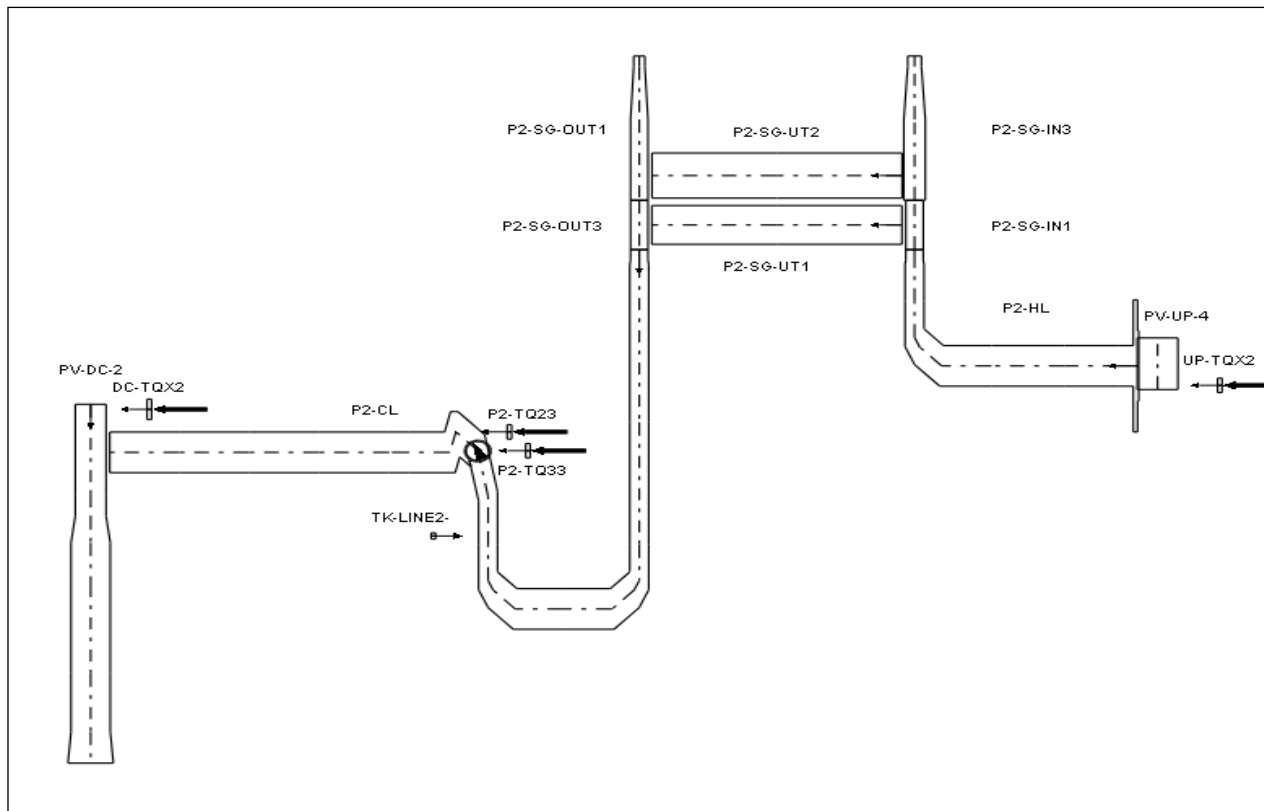 P2-SG-OUT1
P2-SG-UT2
P2-SG-IN3
P2-SG-OUT3
P2-SG-IN1
P2-SG-UT1
P2-HL
PV-UP-4
UP-TQX2
PV-DC-2
DC-TQX2
P2-CL
P2-TQ23
P2-TQ33
TK-LINE2-